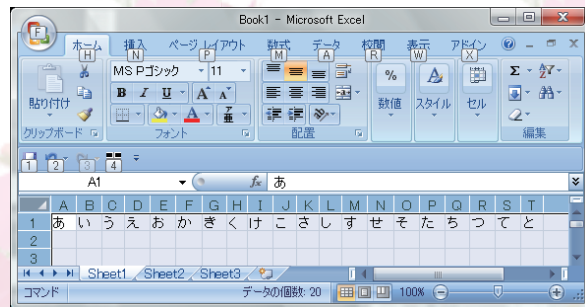 Book1 - Microsoft Excel
F
ホーム 挿入 ページ レイアウト 数式 データ 校閲 表示 アドイン
H N P M A R W X
MS Pゴシック 11
B I U A A
貼り付け % 数値 A スタイル セル Σ
クリップボード フォント 配置 編集
1 2 3 4
A1 fx あ
A B C D E F G H I J K L M N O P Q R S T
1 あ い う え お か き く け こ さ し す せ そ た ち つ て と
2
3
Sheet1 Sheet2 Sheet3
コマンド データの個数: 20 100%